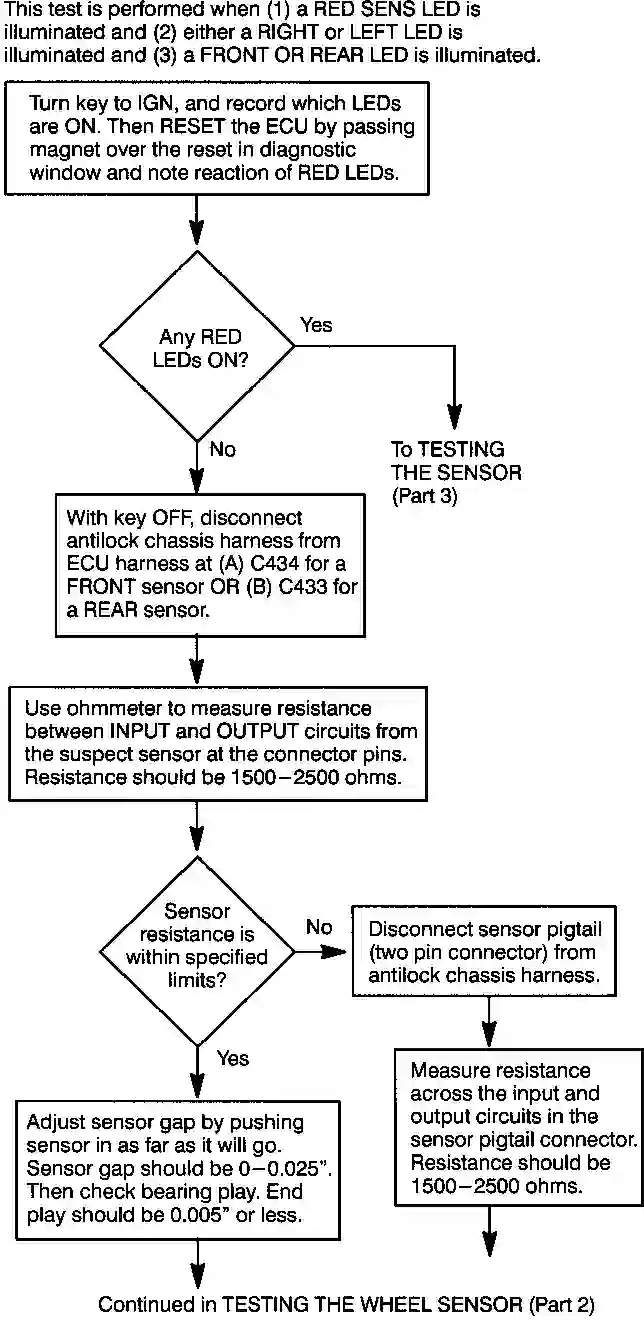 This test is performed when (1) a RED SENS LED is
illuminated and (2) either a RIGHT or LEFT LED is
illuminated and (3) a FRONT OR REAR LED is illuminated.
Turn key to IGN, and record which LEDs
are ON. Then RESET the ECU by passing
magnet over the reset in diagnostic
window and note reaction of RED LEDs.
Any RED
LEDs ON?
Yes
No
To TESTING
THE SENSOR
(Part 3)
With key OFF, disconnect
antilock chassis harness from
ECU harness at (A) C434 for a
FRONT sensor OR (B) C433 for
a REAR sensor.
Use ohmmeter to measure resistance
between INPUT and OUTPUT circuits from
the suspect sensor at the connector pins.
Resistance should be 1500–2500 ohms.
Sensor
resistance is
within specified
limits?
No
Disconnect sensor pigtail
(two pin connector) from
antilock chassis harness.
Yes
Measure resistance
across the input and
output circuits in the
sensor pigtail connector.
Resistance should be
1500–2500 ohms.
Adjust sensor gap by pushing
sensor in as far as it will go.
Sensor gap should be 0–0.025”.
Then check bearing play. End
play should be 0.005” or less.
Continued in TESTING THE WHEEL SENSOR (Part 2)